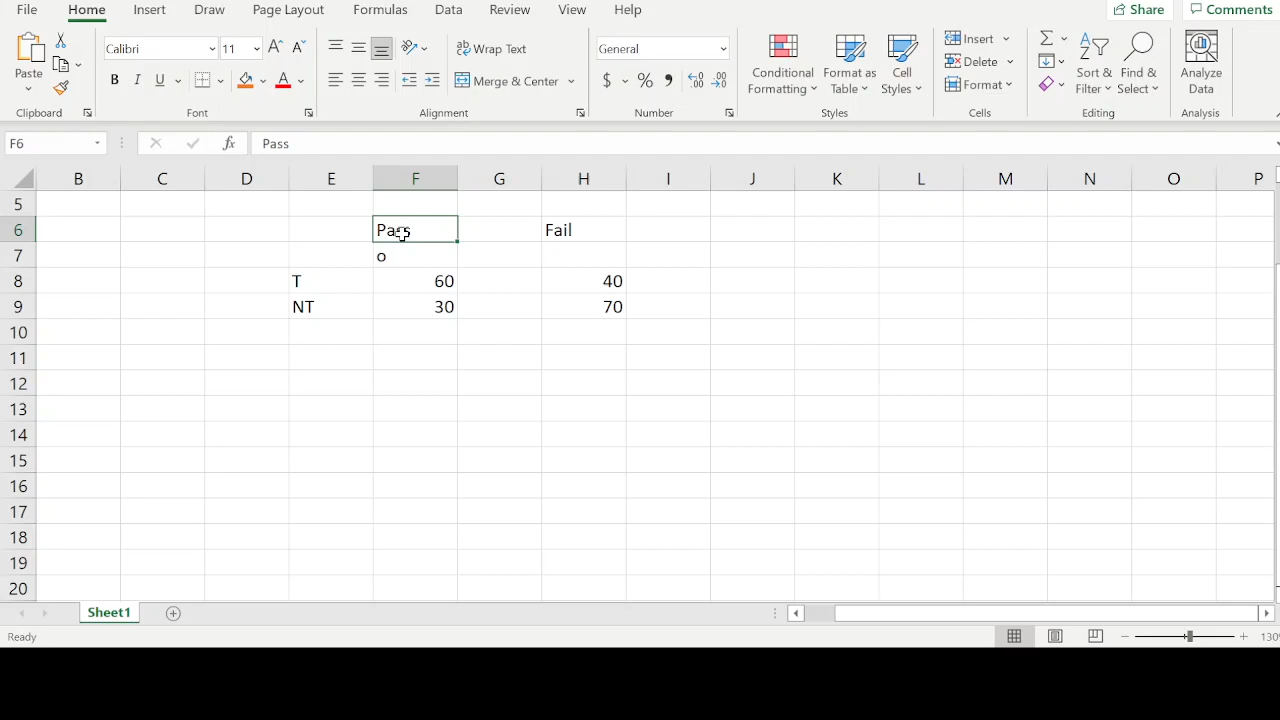 File Home Insert Draw Page Layout Formulas Data Review View Help Share Comments
Calibri 11 Wrap Text General Insert
Paste Conditional Format as Cell Delete Sort & Find & Analyze
B I U Merge & Center $ % Formatting Table Styles Format Filter Select Data
Clipboard Font Alignment Number Styles Cells Editing Analysis
F6 fx Pass
B C D E F G H I J K L M N O P
5
6 Pass Fail
7 o
8 T 60 40
9 NT 30 70
10
11
12
13
14
15
16
17
18
19
20
Sheet1
Ready